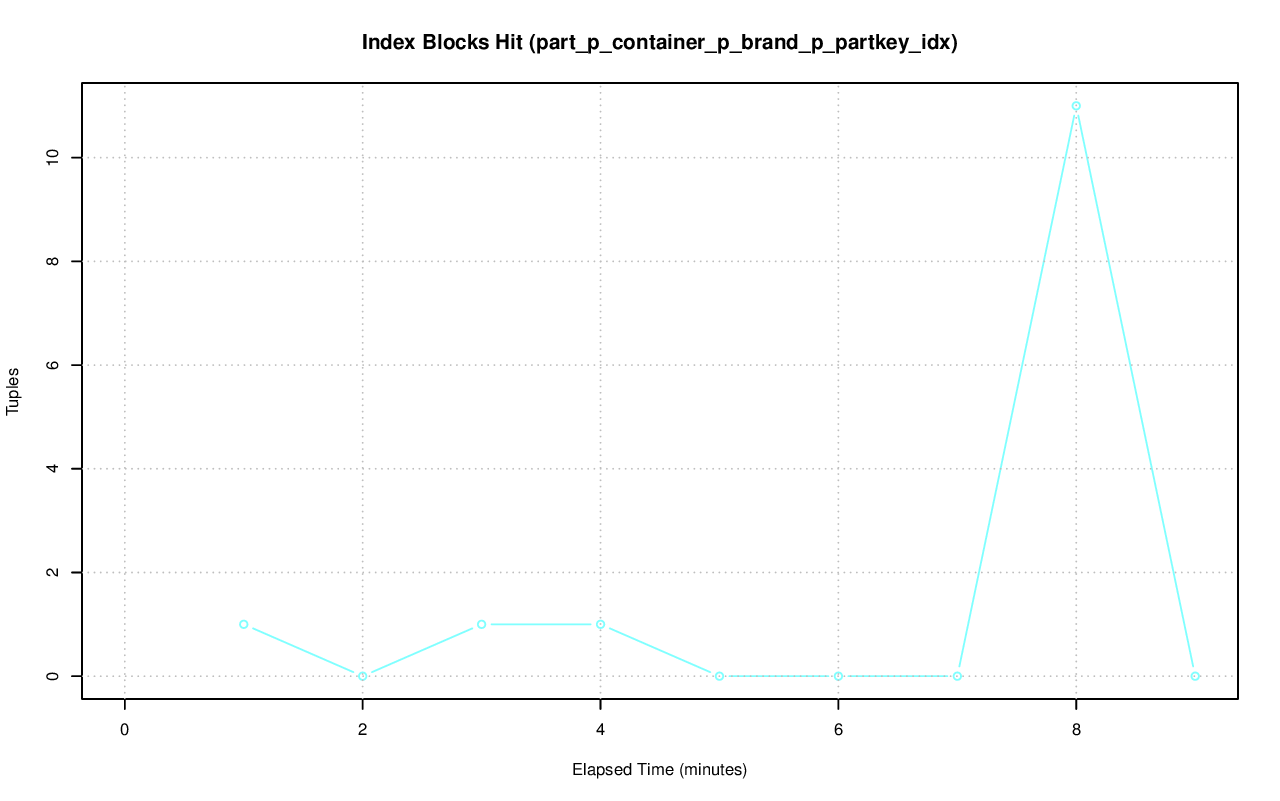 Index Blocks Hit (part_p_container_p_brand_p_partkey_idx)
Tuples
10
8
6
4
2
0
0 2 4 6 8
Elapsed Time (minutes)